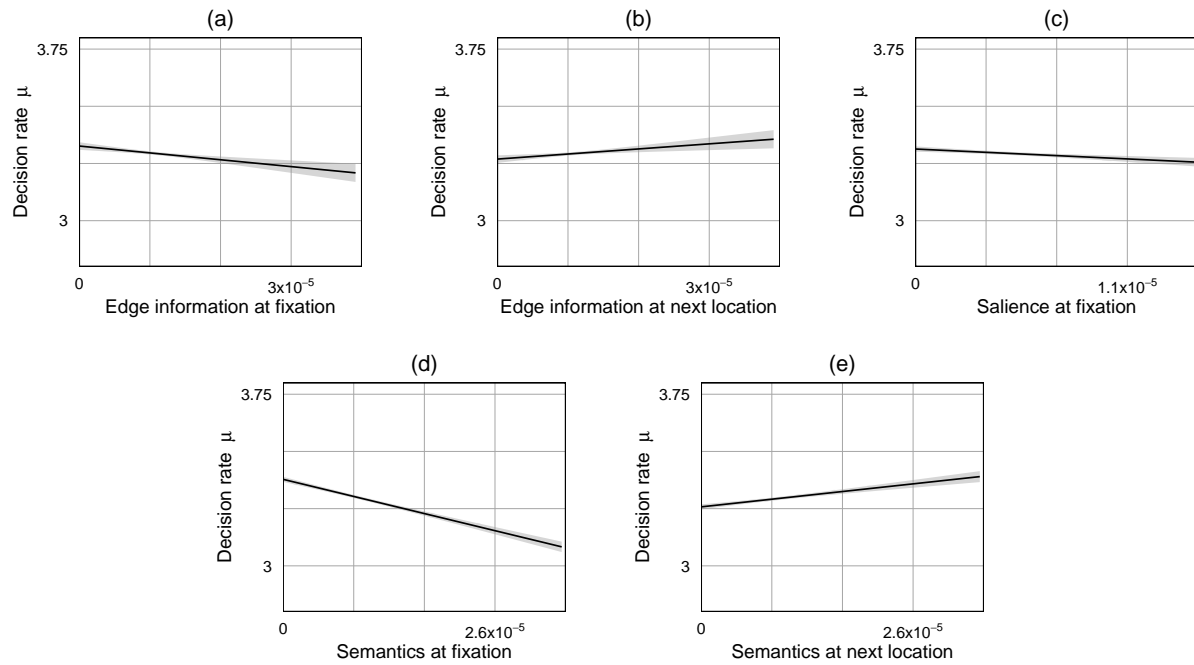 (a)
3.75
3
Decision rate μ
0
3x10⁻⁵
Edge information at fixation
(b)
Decision rate μ
0
3x10⁻⁵
Edge information at next location
(c)
3.75
3
Decision rate μ
0
1.1x10⁻⁵
Salience at fixation
(d)
3.75
3
Decision rate μ
0
2.6x10⁻⁵
Semantics at fixation
(e)
3.75
3
Decision rate μ
0
2.6x10⁻⁵
Semantics at next location